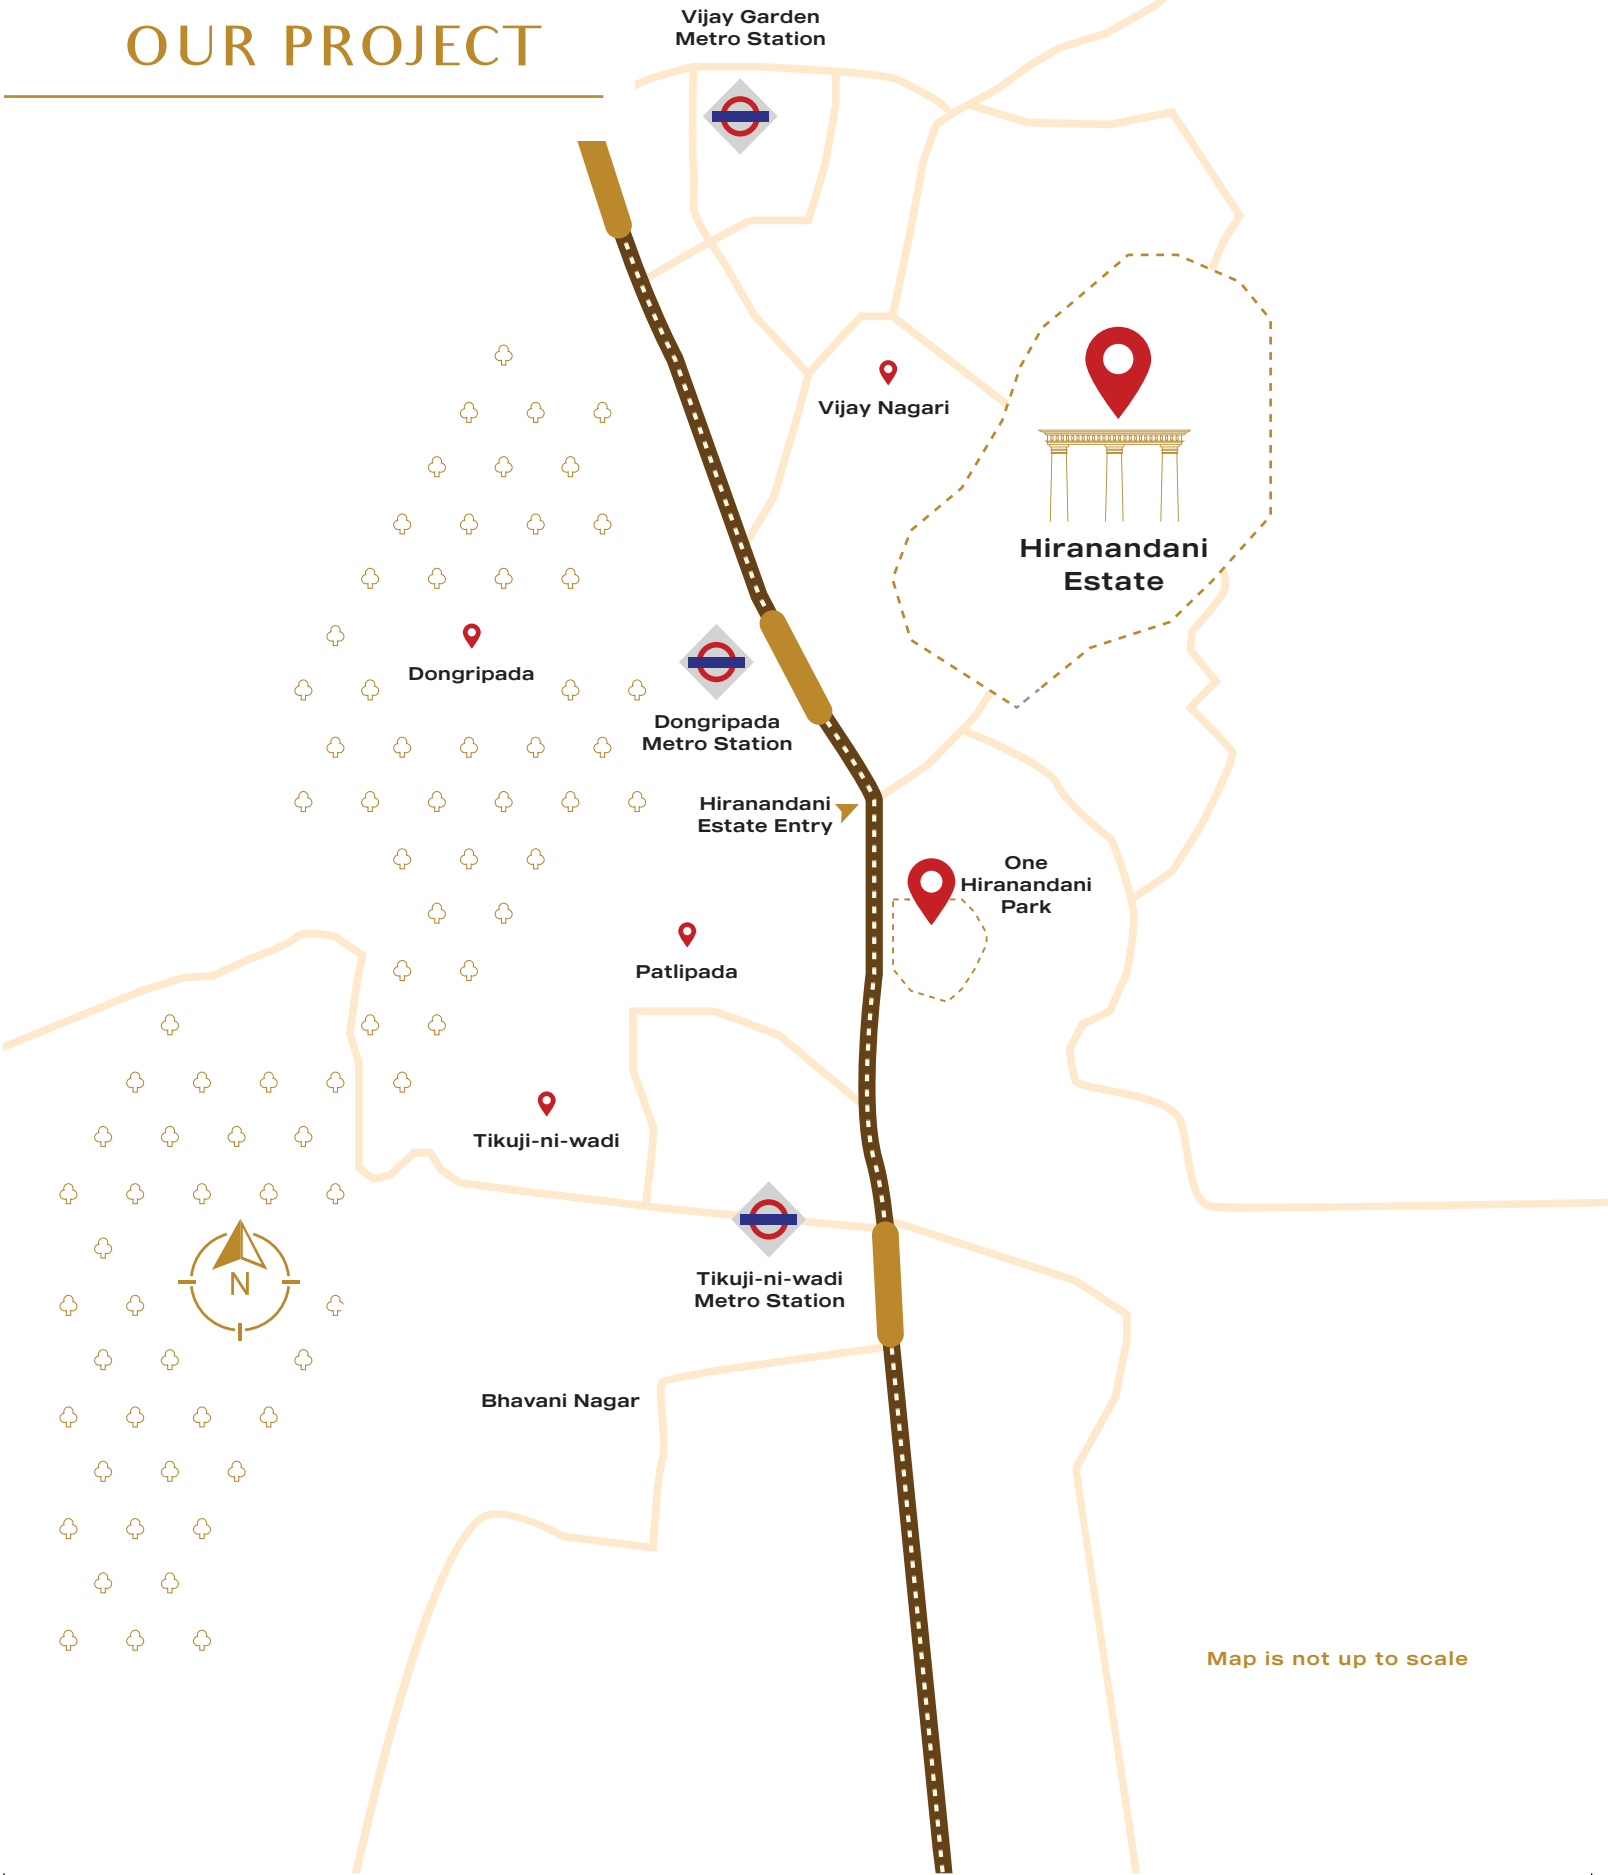 OUR PROJECT
Vijay Garden
Metro Station
Vijay Nagari
Hiranandani
Estate
Dongripada
Dongripada
Metro Station
Hiranandani
Estate Entry
One
Hiranandani
Park
Patlipada
Tikuji-ni-wadi
N
Tikuji-ni-wadi
Metro Station
Bhavani Nagar
Map is not up to scale